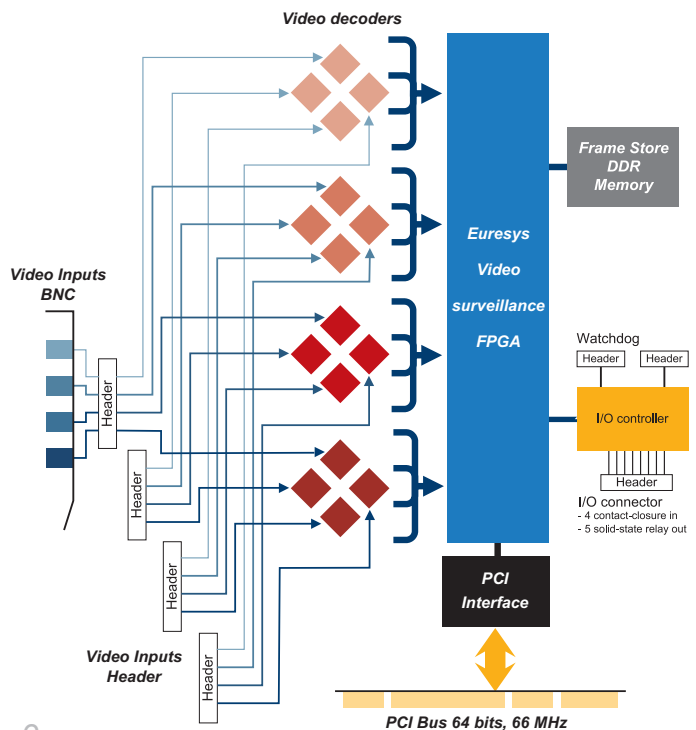 Video decoders
Frame Store
DDR
Memory
Euresys
Video
surveillance
FPGA
Video Inputs
BNC
Header
Header
Header
Header
Watchdog
Header
Header
I/O controller
Header
I/O connector
- 4 contact-closure in
- 5 solid-state relay out
PCI
Interface
Video Inputs
Header
PCI Bus 64 bits, 66 MHz